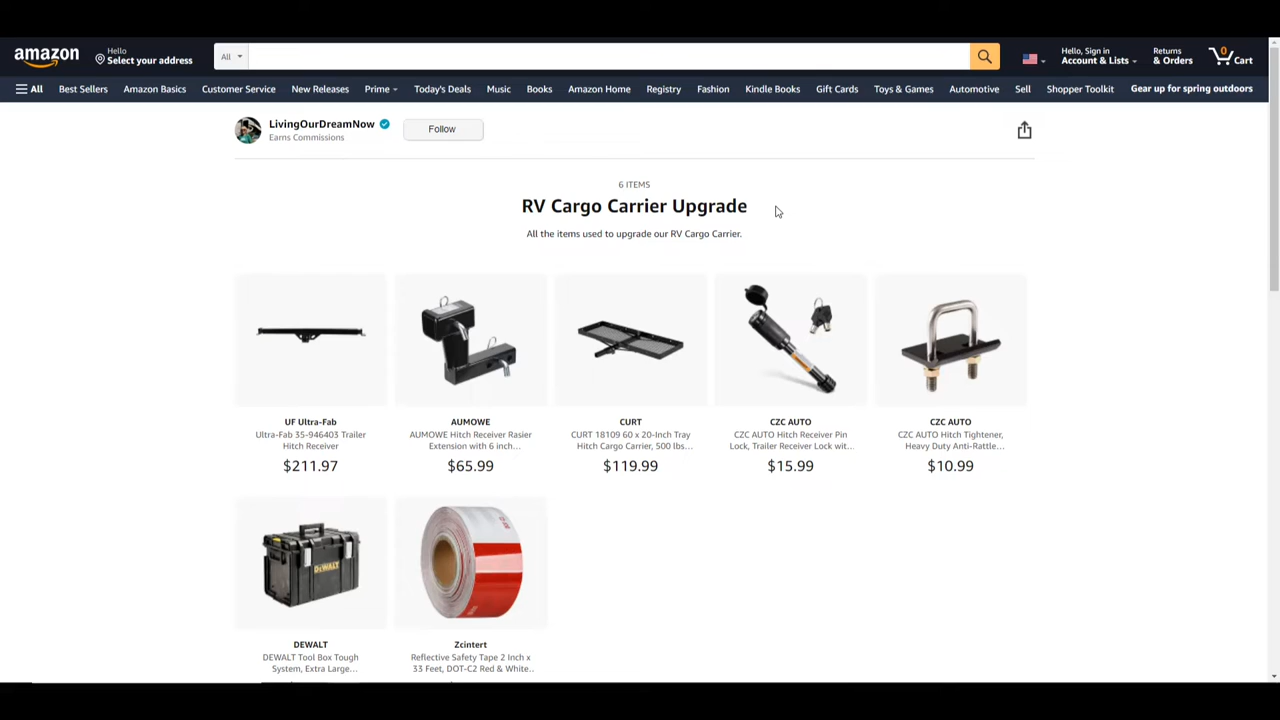 amazon
Hello
Select your address
All
Hello, Sign in
Account & Lists
Returns
& Orders
0
Cart
All
Best Sellers
Amazon Basics
Customer Service
New Releases
Prime
Today's Deals
Music
Books
Amazon Home
Registry
Fashion
Kindle Books
Gift Cards
Toys & Games
Automotive
Sell
Shopper Toolkit
Gear up for spring outdoors
LivingOurDreamNow
Earns Commissions
Follow
6 ITEMS
RV Cargo Carrier Upgrade
All the items used to upgrade our RV Cargo Carrier.
UF Ultra-Fab
Ultra-Fab 35-946403 Trailer
Hitch Receiver
$211.97
AUMOWE
AUMOWE Hitch Receiver Rasier
Extension with 6 inch...
$65.99
CURT
CURT 18109 60 x 20-Inch Tray
Hitch Cargo Carrier, 500 lbs...
$119.99
CZC AUTO
CZC AUTO Hitch Receiver Pin
Lock, Trailer Receiver Lock wit...
$15.99
CZC AUTO
CZC AUTO Hitch Tightener,
Heavy Duty Anti-Rattle...
$10.99
DEWALT
DEWALT
DEWALT Tool Box Tough
System, Extra Large...
Zcintert
Reflective Safety Tape 2 Inch x
33 Feet, DOT-C2 Red & White...